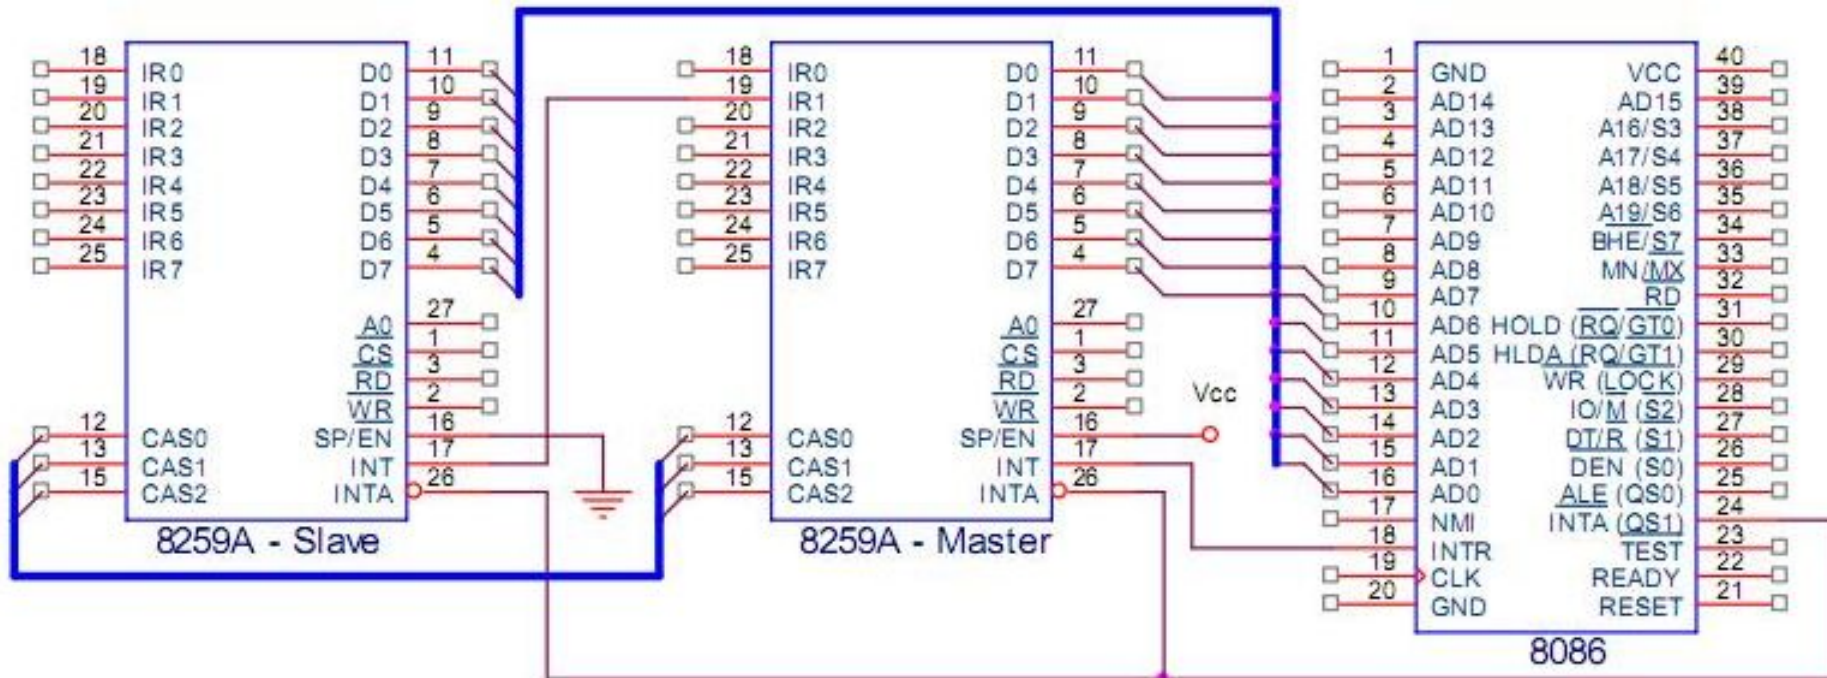 18 IR0 D0 11
19 IR1 D1 10
20 IR2 D2 9
21 IR3 D3 8
22 IR4 D4 7
23 IR5 D5 6
24 IR6 D6 5
25 IR7 D7 4
A0 27
CS 1
RD 3
WR 2
12 CAS0 SP/EN 16
13 CAS1 INT 17
15 CAS2 INTA 26
8259A - Slave
18 IR0 D0 11
19 IR1 D1 10
20 IR2 D2 9
21 IR3 D3 8
22 IR4 D4 7
23 IR5 D5 6
24 IR6 D6 5
25 IR7 D7 4
A0 27
CS 1
RD 3
WR 2
12 CAS0 SP/EN 16
13 CAS1 INT 17
15 CAS2 INTA 26
8259A - Master
Vcc
1 GND VCC 40
2 AD14 AD15 39
3 AD13 A16/S3 38
4 AD12 A17/S4 37
5 AD11 A18/S5 36
6 AD10 A19/S6 35
7 AD9 BHE/S7 34
8 AD8 MN/MX 33
9 AD7 RD 32
10 AD6 HOLD (RQ/GT0) 31
11 AD5 HLDA (RQ/GT1) 30
12 AD4 WR (LOCK) 29
13 AD3 IO/M (S2) 28
14 AD2 DT/R (S1) 27
15 AD1 DEN (S0) 26
16 AD0 ALE (QS0) 25
17 NMI INTA (QS1) 24
18 INTR TEST 23
19 CLK READY 22
20 GND RESET 21
8086